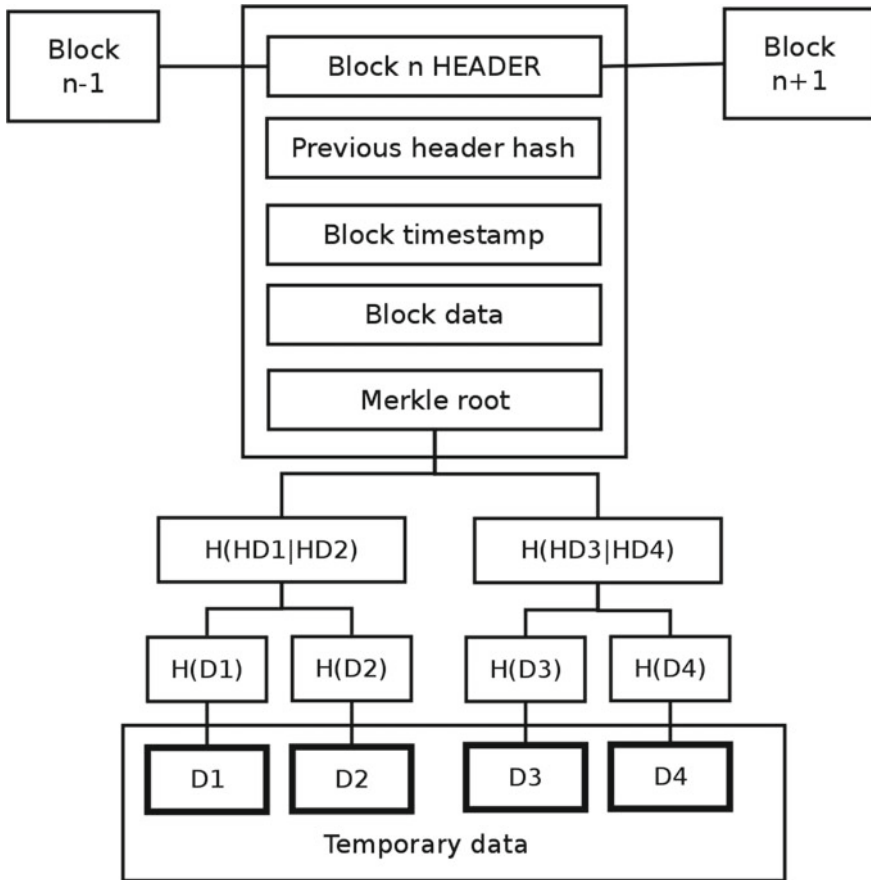 Block
n-1
Block n HEADER
Block
n+1
Previous header hash
Block timestamp
Block data
Merkle root
H(HD1|HD2)
H(HD3|HD4)
H(D1)
H(D2)
H(D3)
H(D4)
D1
D2
D3
D4
Temporary data